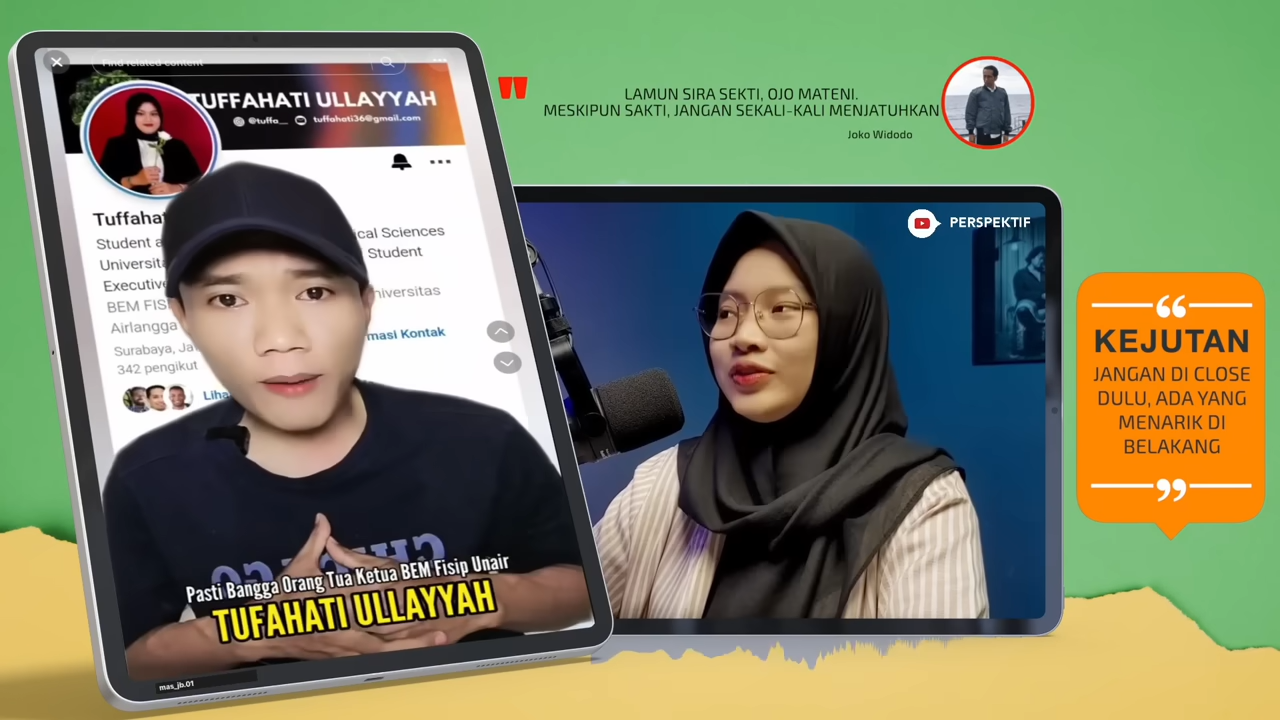 Find related content
TUFFAHATI ULLAYYAH
@tuffa__ tuffahati36@gmail.com
Tuffaha
Student a
ical Sciences
Universita
Student
Executive
BEM FIS
iversitas
Airlangga
Surabaya, Ja
masi Kontak
342 pengikut
Liha
Pasti Bangga Orang Tua Ketua BEM Fisip Unair
TUFAHATI ULLAYYAH
mas_jb.01
LAMUN SIRA SEKTI, OJO MATENI.
MESKIPUN SAKTI, JANGAN SEKALI-KALI MENJATUHKAN
Joko Widodo
PERSPEKTIF
KEJUTAN
JANGAN DI CLOSE
DULU, ADA YANG
MENARIK DI
BELAKANG